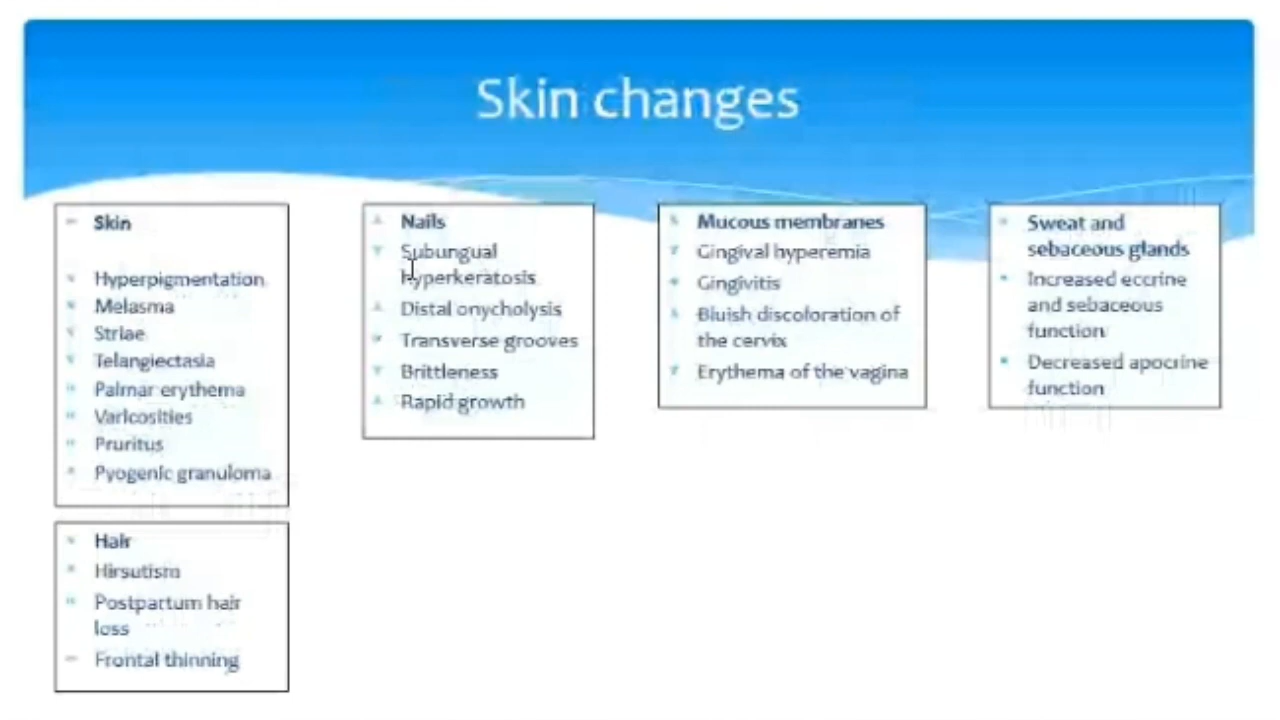 Skin changes
Skin
Hyperpigmentation
Melasma
Striae
Telangiectasia
Palmar erythema
Varicosities
Pruritus
Pyogenic granuloma
Hair
Hirsutism
Postpartum hair
loss
Frontal thinning
Nails
Subungual
hyperkeratosis
Distal onycholysis
Transverse grooves
Brittleness
Rapid growth
Mucous membranes
Gingival hyperemia
Gingivitis
Bluish discoloration of
the cervix
Erythema of the vagina
Sweat and
sebaceous glands
Increased eccrine
and sebaceous
function
Decreased apocrine
function